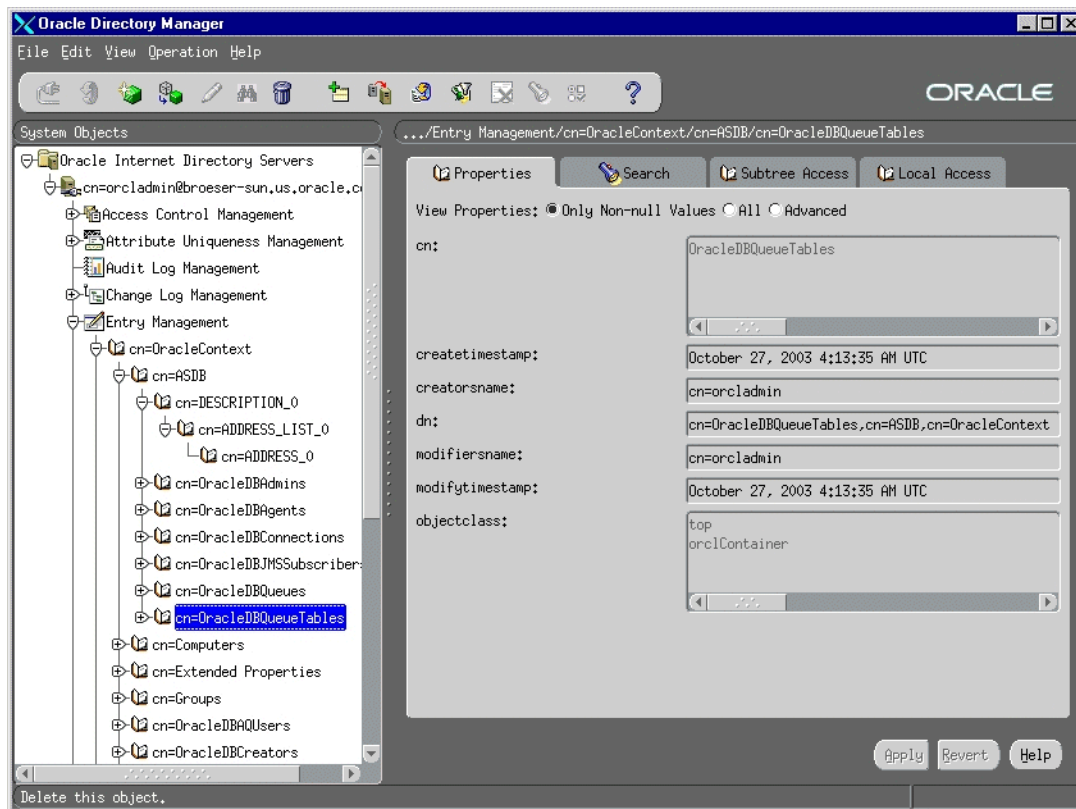 Oracle Directory Manager
File Edit View Operation Help
ORACLE
System Objects
.../Entry Management/cn=OracleContext/cn=ASDB/cn=OracleDBQueueTables
Oracle Internet Directory Servers
cn=orcladmin@broeser-sun.us.oracle.c
Access Control Management
Attribute Uniqueness Management
Audit Log Management
Change Log Management
Entry Management
cn=OracleContext
cn=ASDB
cn=DESCRIPTION_0
cn=ADDRESS_LIST_0
cn=ADDRESS_0
cn=OracleDBAdmins
cn=OracleDBAgents
cn=OracleDBConnections
cn=OracleDBJMSSubscriber
cn=OracleDBQueues
cn=OracleDBQueueTables
cn=Computers
cn=Extended Properties
cn=Groups
cn=OracleDBAQUsers
cn=OracleDBCreators
Properties Search Subtree Access Local Access
View Properties: Only Non-null Values All Advanced
cn: OracleDBQueueTables
createtimestamp: October 27, 2003 4:13:35 AM UTC
creatorsname: cn=orcladmin
dn: cn=OracleDBQueueTables,cn=ASDB,cn=OracleContext
modifiersname: cn=orcladmin
modifytimestamp: October 27, 2003 4:13:35 AM UTC
objectclass: top
orclContainer
Apply Revert Help
Delete this object.